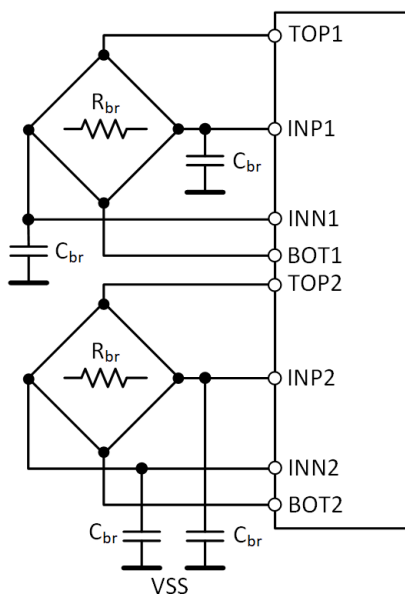 TOP1
Rbr
INP1
Cbr
INN1
Cbr
BOT1
TOP2
Rbr
INP2
INN2
BOT2
Cbr
Cbr
VSS